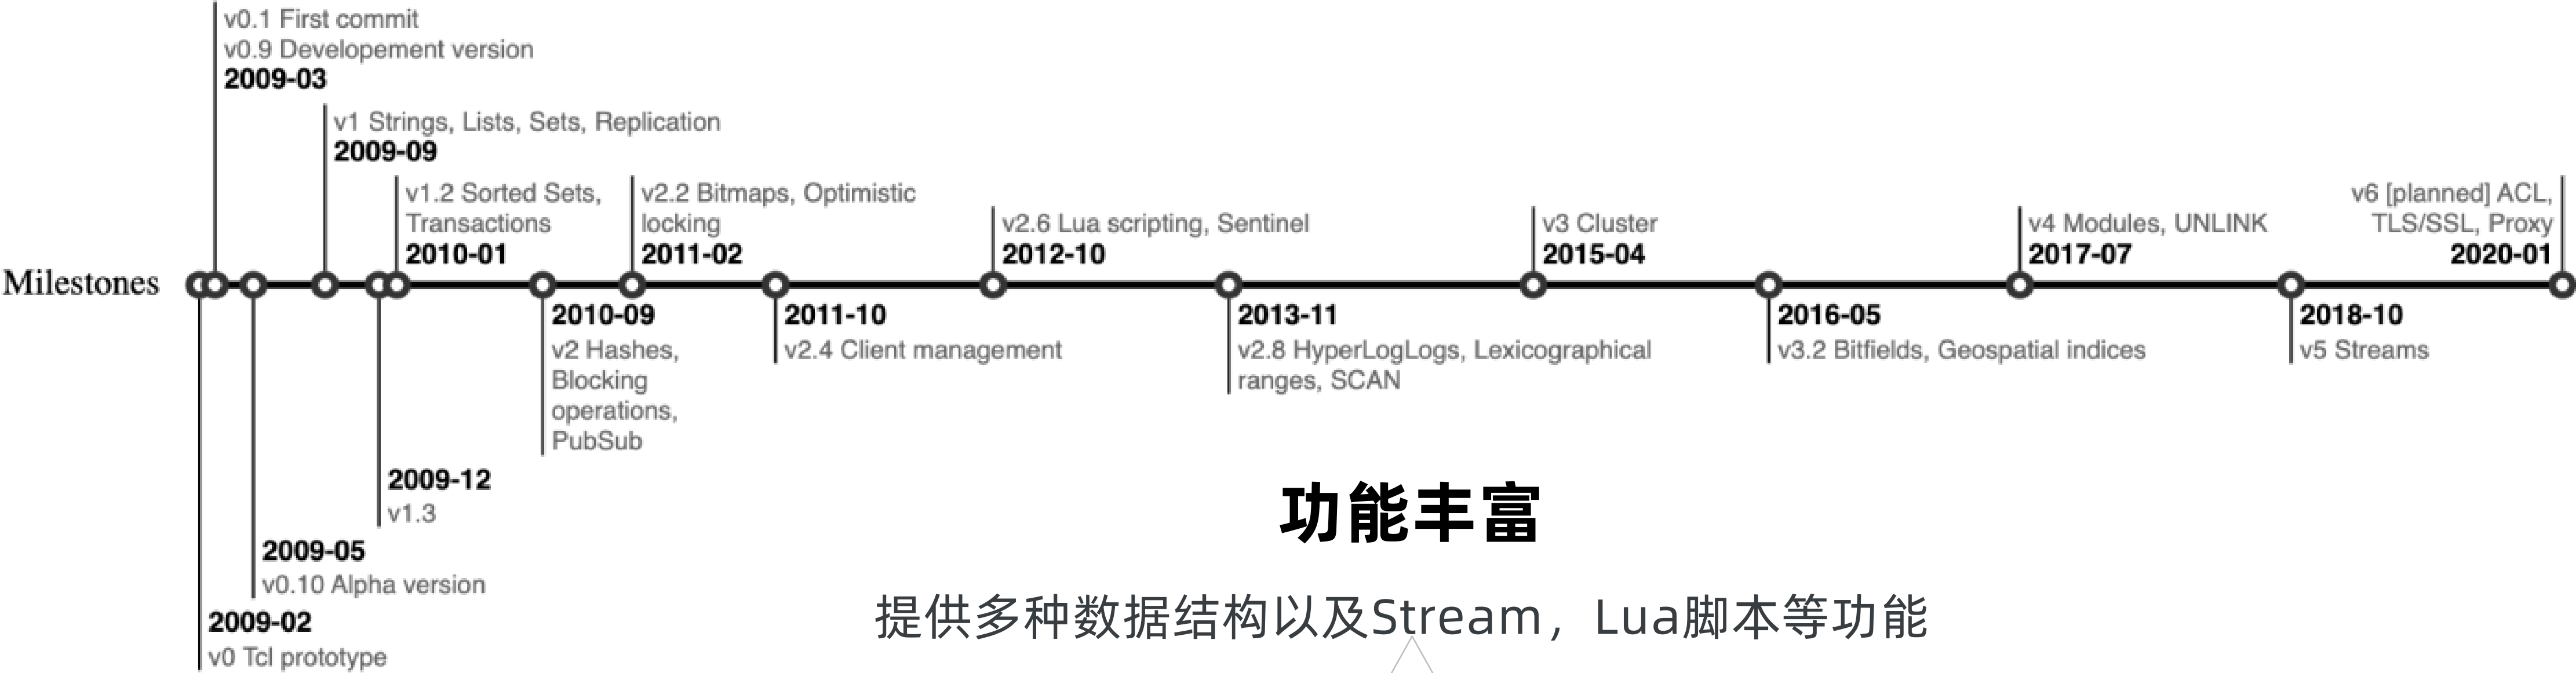 v0.1 First commit
v0.9 Developement version
2009-03
v1 Strings, Lists, Sets, Replication
2009-09
v1.2 Sorted Sets,
Transactions
2010-01
v2.2 Bitmaps, Optimistic
locking
2011-02
v2.6 Lua scripting, Sentinel
2012-10
v3 Cluster
2015-04
v4 Modules, UNLINK
2017-07
v6 [planned] ACL,
TLS/SSL, Proxy
2020-01
Milestones
2010-09
v2 Hashes,
Blocking
operations,
PubSub
2011-10
v2.4 Client management
2013-11
v2.8 HyperLogLogs, Lexicographical
ranges, SCAN
2016-05
v3.2 Bitfields, Geospatial indices
2018-10
v5 Streams
2009-12
v1.3
2009-05
v0.10 Alpha version
2009-02
v0 Tcl prototype
功能丰富
提供多种数据结构以及Stream，Lua脚本等功能